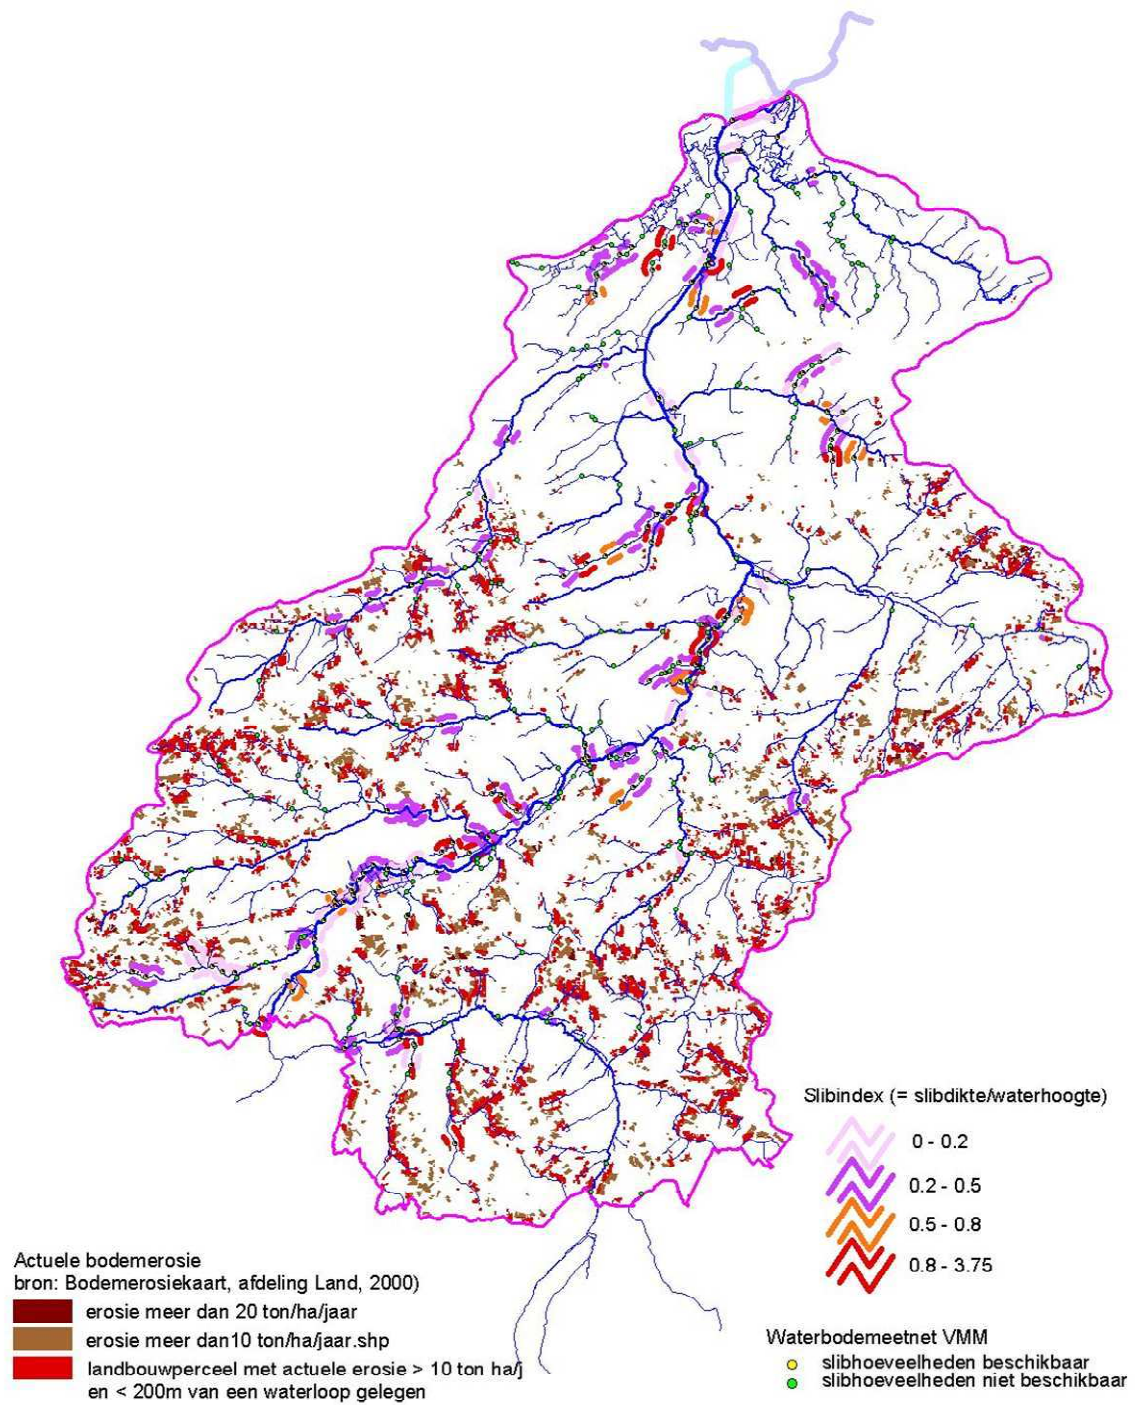 Slibindex (= slibdikte/waterhoogte)
0 - 0.2
0.2 - 0.5
0.5 - 0.8
0.8 - 3.75
Actuele bodemerosie
bron: Bodemerosiekaart, afdeling Land, 2000)
erosie meer dan 20 ton/ha/jaar
erosie meer dan10 ton/ha/jaar.shp
landbouwperceel met actuele erosie > 10 ton ha/j
en < 200m van een waterloop gelegen
Waterbodemeetnet VMM
slibhoeveelheden beschikbaar
slibhoeveelheden niet beschikbaar